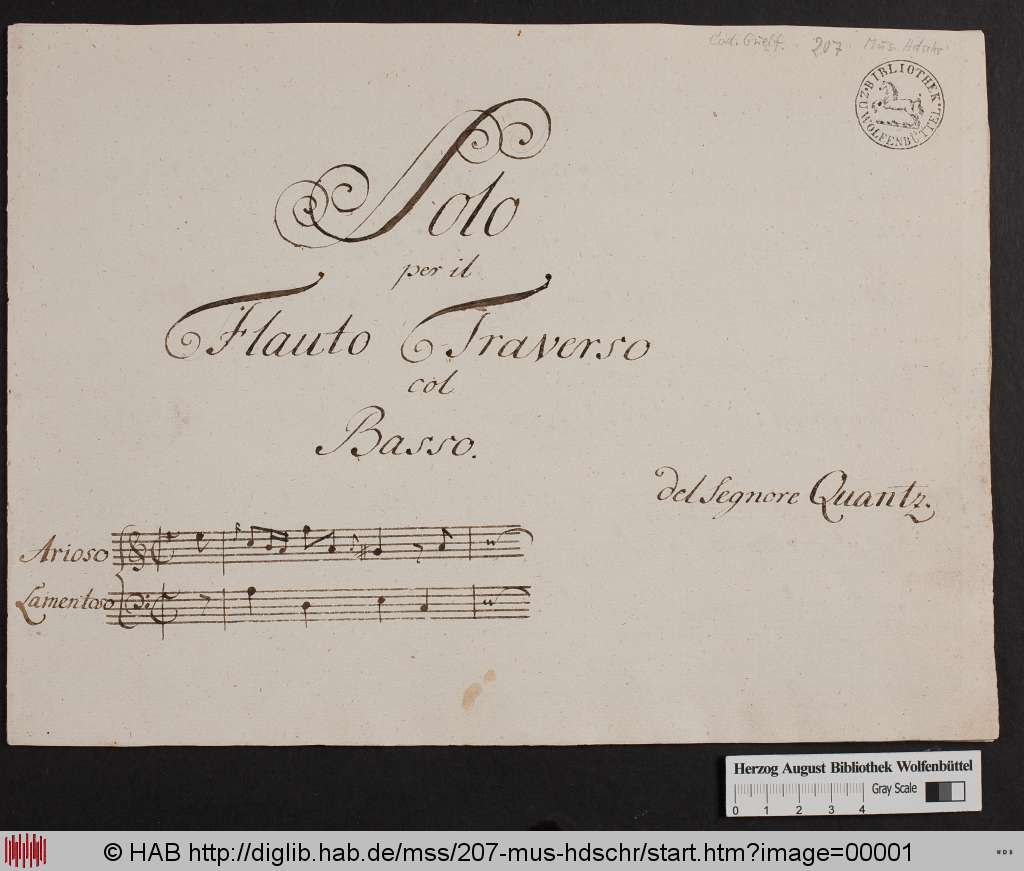 Cod. Guelf. 207 Mus. Hdschr.
BIBLIOTHEK
ZU WOLFENBÜTTEL
Solo
per il
Flauto Traverso
col
Basso.
del Segnore Quantz.
Arioso
Lamentoso
Herzog August Bibliothek Wolfenbüttel
Gray Scale
0 1 2 3 4
© HAB http://diglib.hab.de/mss/207-mus-hdschr/start.htm?image=00001
WDB